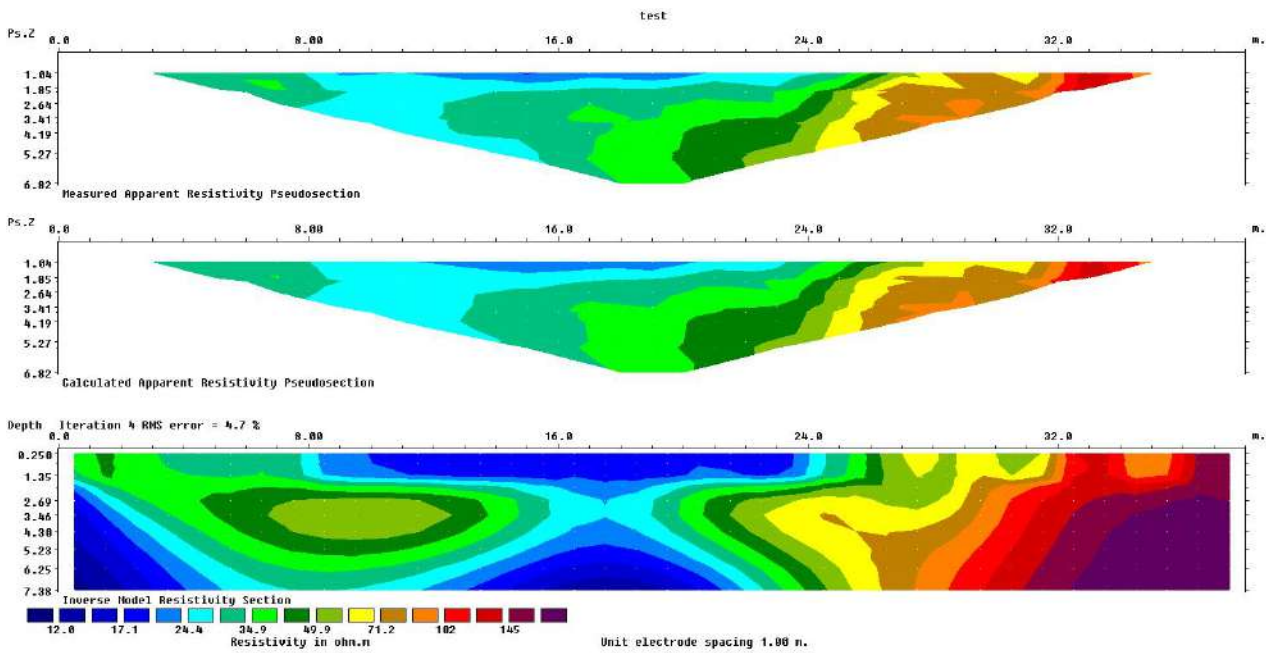 test
Ps.Z 0.0 8.00 16.0 24.0 32.0 m.
1.04
1.85
2.64
3.41
4.19
5.27
6.82
Measured Apparent Resistivity Pseudosection
Ps.Z 0.0 8.00 16.0 24.0 32.0 m.
1.04
1.85
2.64
3.41
4.19
5.27
6.82
Calculated Apparent Resistivity Pseudosection
Depth Iteration 4 RMS error = 4.7 %
0.0 8.00 16.0 24.0 32.0 m.
0.250
1.35
2.69
3.46
4.30
5.23
6.25
7.38
Inverse Model Resistivity Section
12.0 17.1 24.4 34.9 49.9 71.2 102 145
Resistivity in ohm.m Unit electrode spacing 1.00 m.